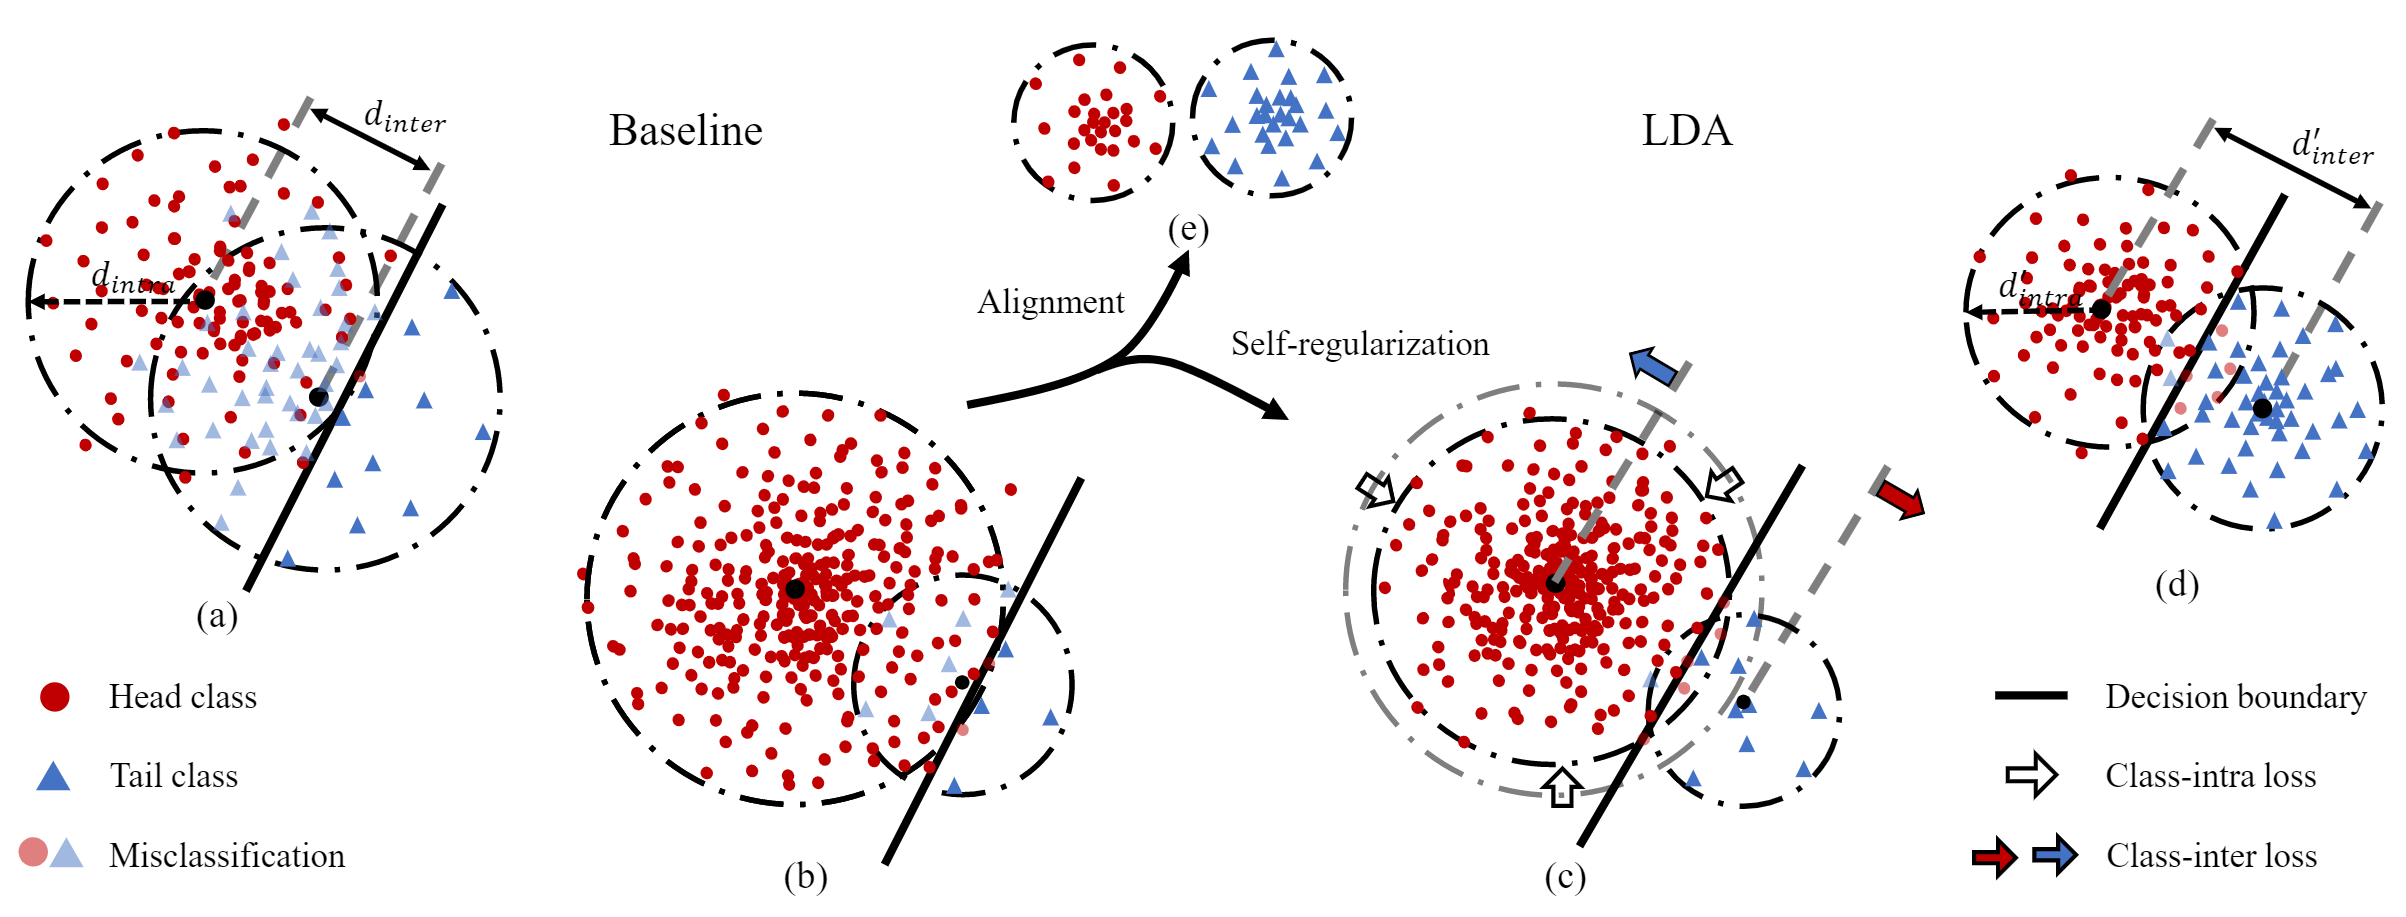 Baseline
LDA
d_inter
d_intra
(a)
(e)
Alignment
Self-regularization
d'_inter
d'_intra
(d)
(b)
(c)
Head class
Tail class
Misclassification
Decision boundary
Class-intra loss
Class-inter loss